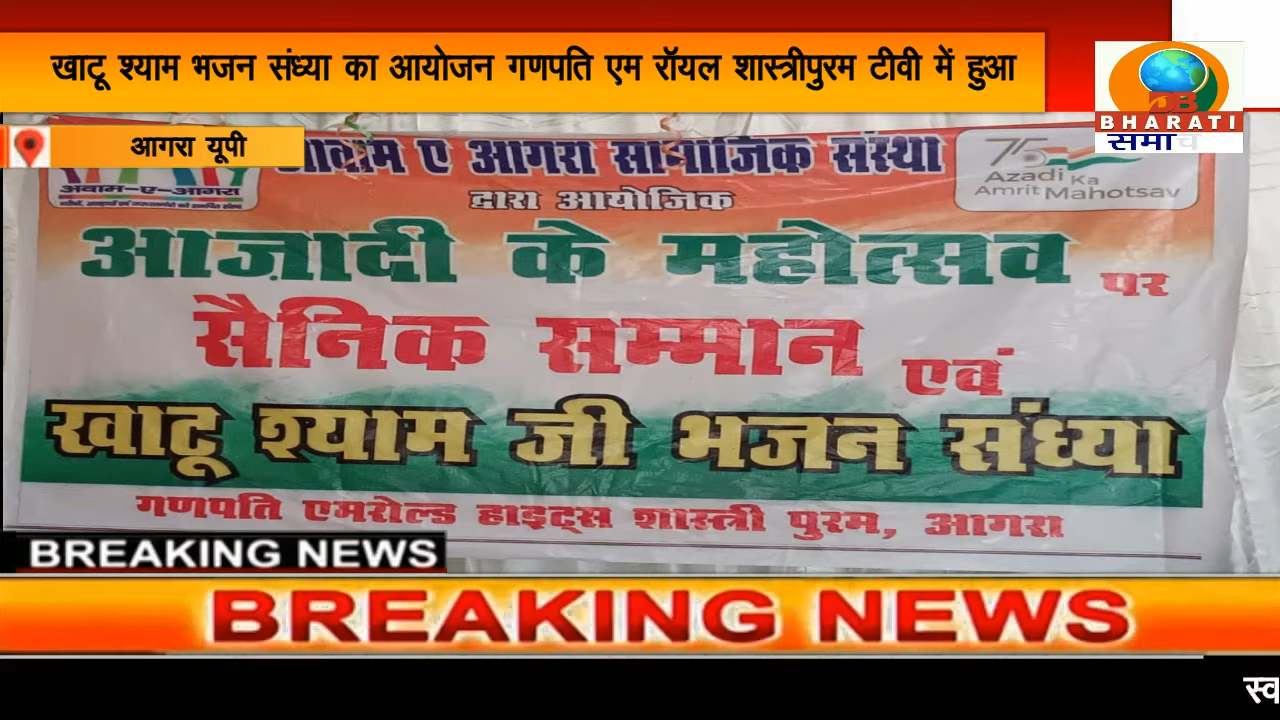 खाटू श्याम भजन संध्या का आयोजन गणपति एम रॉयल शास्त्रीपुरम टीवी में हुआ
BHARATI
समाच
आगरा यूपी
ए आगरा सामाजिक संस्था
अवाम-ए-आगरा
75
Azadi Ka
Amrit Mahotsav
द्वारा आयोजिक
आज़ादी के महोत्सव पर
सैनिक सम्मान एवं
खाटू श्याम जी भजन संध्या
गणपति एमरोल्ड हाइट्स शास्त्री पुरम, आगरा
BREAKING NEWS
BREAKING NEWS
स्व